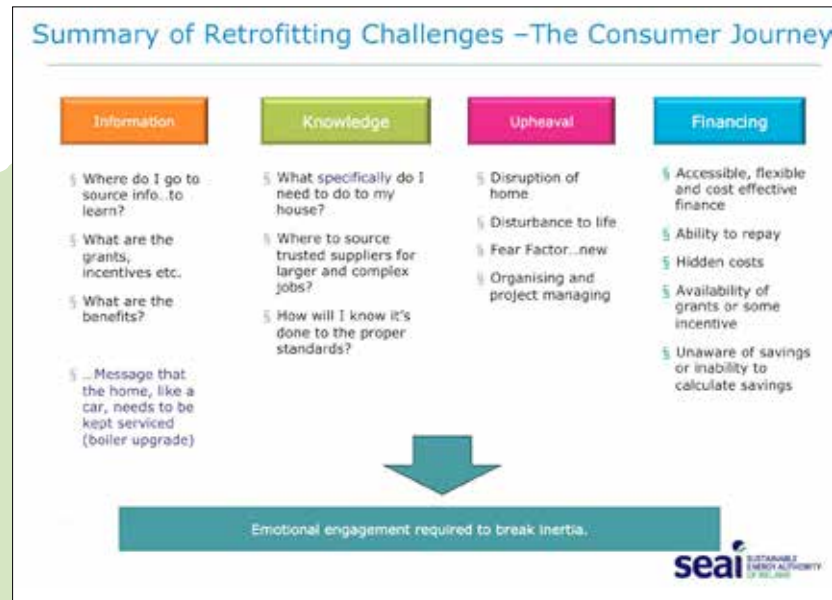 Summary of Retrofitting Challenges –The Consumer Journey
Information
§ Where do I go to
source info..to
learn?
§ What are the
grants,
incentives etc.
§ What are the
benefits?
§ …Message that
the home, like a
car, needs to be
kept serviced
(boiler upgrade)
Knowledge
§ What specifically do I
need to do to my
house?
§ Where to source
trusted suppliers for
larger and complex
jobs?
§ How will I know it's
done to the proper
standards?
Upheaval
§ Disruption of
home
§ Disturbance to life
§ Fear Factor…new
§ Organising and
project managing
Financing
§ Accessible, flexible
and cost effective
finance
§ Ability to repay
§ Hidden costs
§ Availability of
grants or some
incentive
§ Unaware of savings
or inability to
calculate savings
Emotional engagement required to break inertia.
seai
SUSTAINABLE
ENERGY AUTHORITY
OF IRELAND